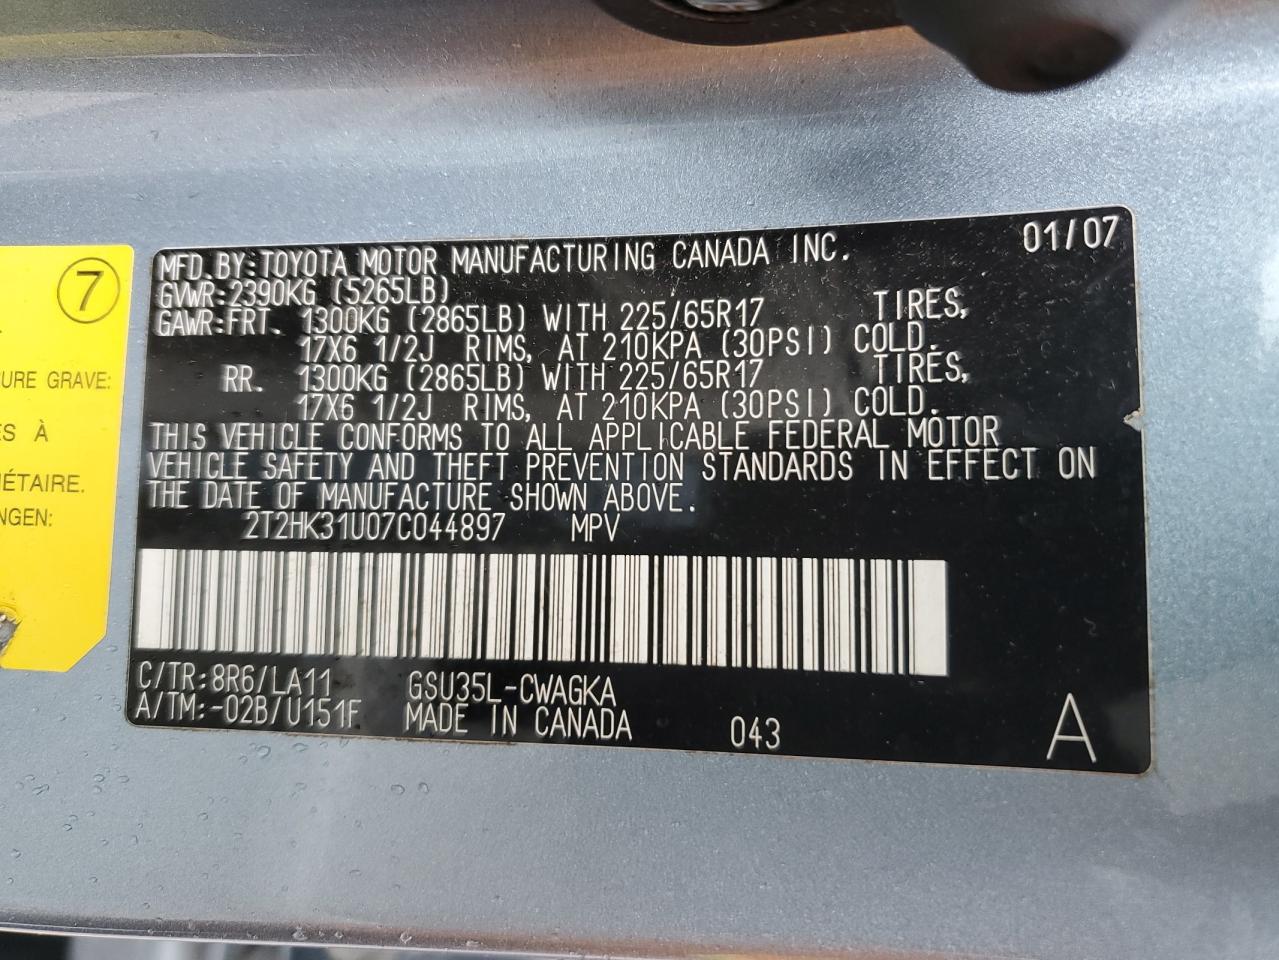 MFD. BY: TOYOTA MOTOR MANUFACTURING CANADA INC. 01/07
GVWR: 2390KG (5265LB)
GAWR: FRT. 1300KG (2865LB) WITH 225/65R17 TIRES,
17X6 1/2J RIMS, AT 210KPA (30PSI) COLD.
RR. 1300KG (2865LB) WITH 225/65R17 TIRES,
17X6 1/2J RIMS, AT 210KPA (30PSI) COLD.
THIS VEHICLE CONFORMS TO ALL APPLICABLE FEDERAL MOTOR
VEHICLE SAFETY AND THEFT PREVENTION STANDARDS IN EFFECT ON
THE DATE OF MANUFACTURE SHOWN ABOVE.
2T2HK31U07C044897 MPV
C/TR: 8R6/LA11 GSU35L-CWAGKA
A/TM: -02B/U151F MADE IN CANADA 043 A
7
URE GRAVE:
ES À
IÉTAIRE.
NGEN: